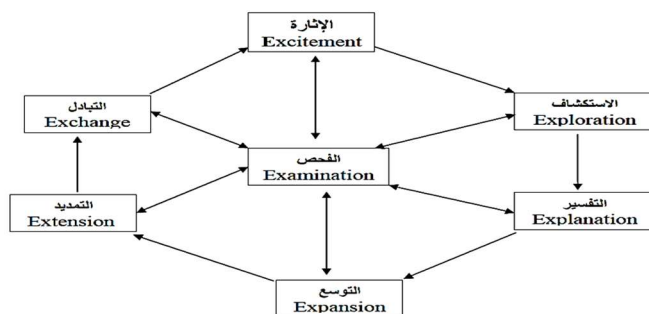 الإثارة
Excitement
التبادل
Exchange
الاستكشاف
Exploration
الفحص
Examination
التمديد
Extension
التفسير
Explanation
التوسع
Expansion